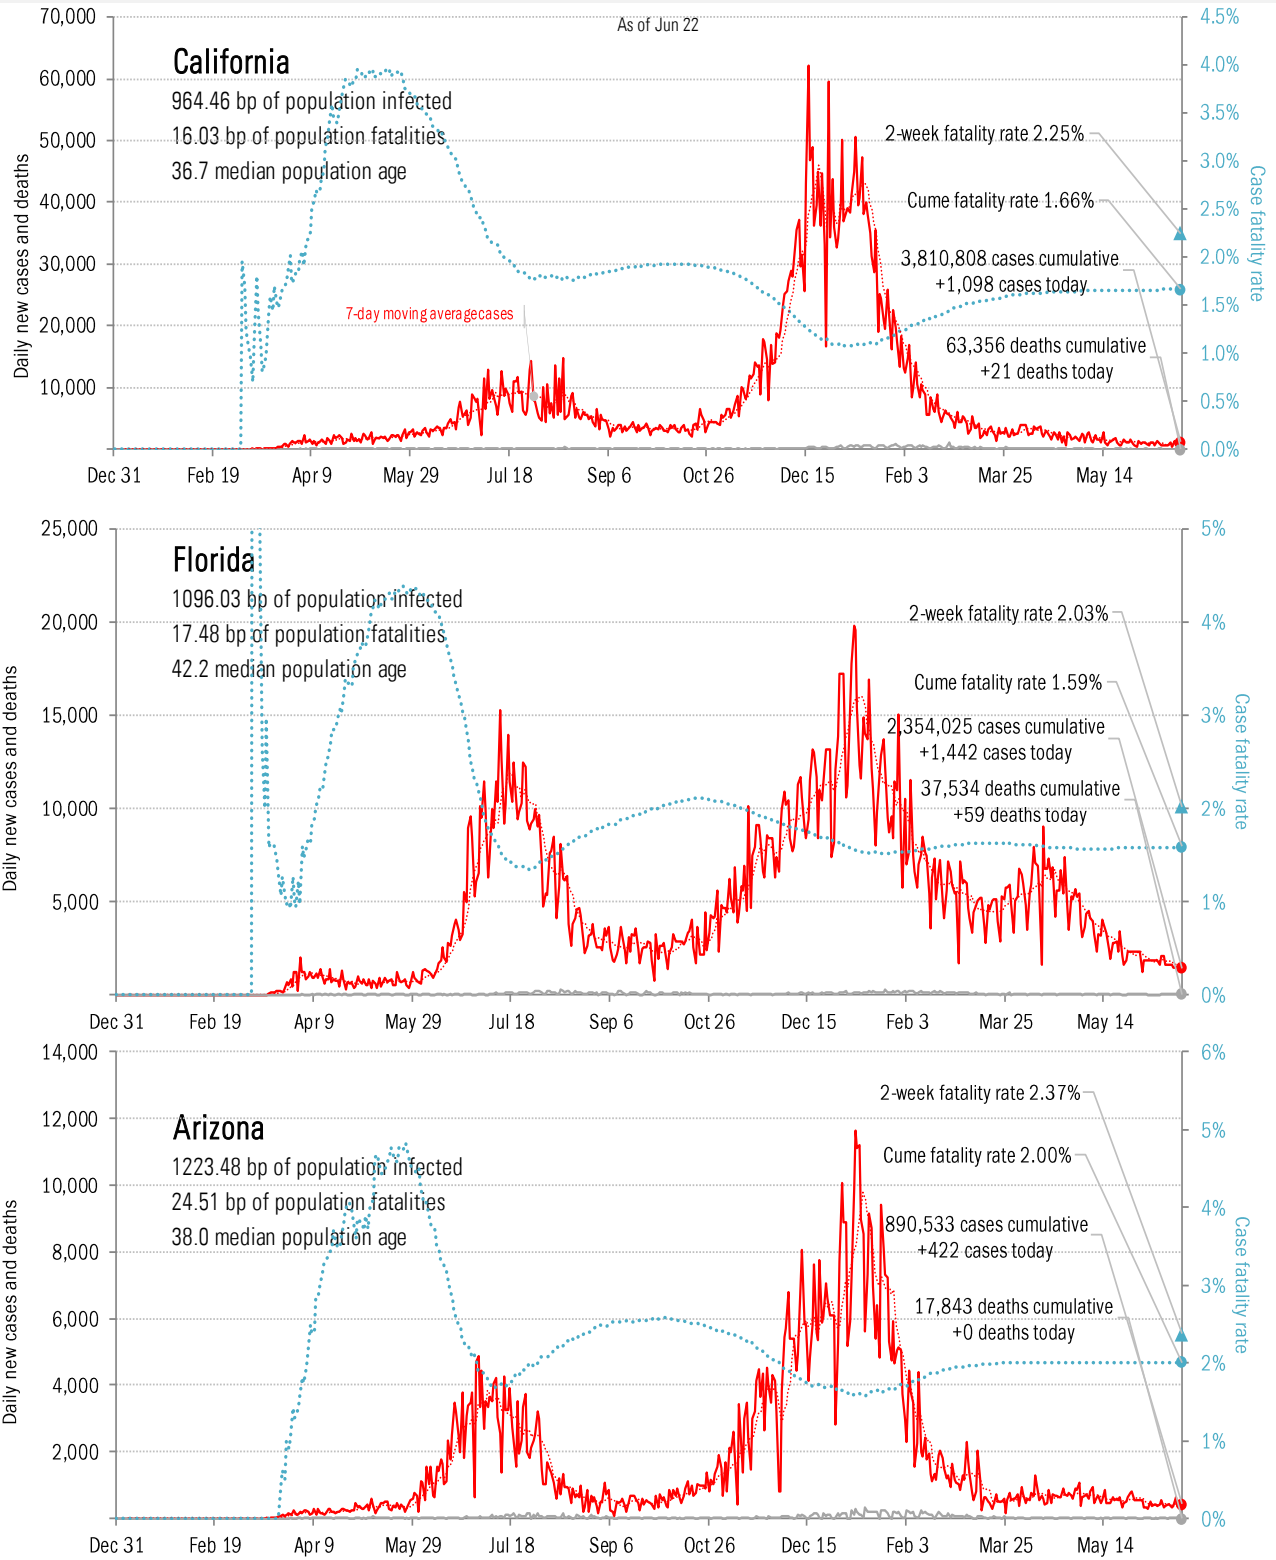 As of Jun 22
70,000
60,000
50,000
40,000
30,000
20,000
10,000
Daily new cases and deaths
California
964.46 bp of population infected
16.03 bp of population fatalities
36.7 median population age
7-day moving averagecases
2-week fatality rate 2.25%
Cume fatality rate 1.66%
3,810,808 cases cumulative
+1,098 cases today
63,356 deaths cumulative
+21 deaths today
4.5%
4.0%
3.5%
3.0%
2.5%
2.0%
1.5%
1.0%
0.5%
0.0%
Case fatality rate
Dec 31 Feb 19 Apr 9 May 29 Jul 18 Sep 6 Oct 26 Dec 15 Feb 3 Mar 25 May 14
25,000
20,000
15,000
10,000
5,000
Daily new cases and deaths
Florida
1096.03 bp of population infected
17.48 bp of population fatalities
42.2 median population age
2-week fatality rate 2.03%
Cume fatality rate 1.59%
2,354,025 cases cumulative
+1,442 cases today
37,534 deaths cumulative
+59 deaths today
5%
4%
3%
2%
1%
0%
Case fatality rate
Dec 31 Feb 19 Apr 9 May 29 Jul 18 Sep 6 Oct 26 Dec 15 Feb 3 Mar 25 May 14
14,000
12,000
10,000
8,000
6,000
4,000
2,000
Daily new cases and deaths
Arizona
1223.48 bp of population infected
24.51 bp of population fatalities
38.0 median population age
2-week fatality rate 2.37%
Cume fatality rate 2.00%
890,533 cases cumulative
+422 cases today
17,843 deaths cumulative
+0 deaths today
6%
5%
4%
3%
2%
1%
0%
Case fatality rate
Dec 31 Feb 19 Apr 9 May 29 Jul 18 Sep 6 Oct 26 Dec 15 Feb 3 Mar 25 May 14